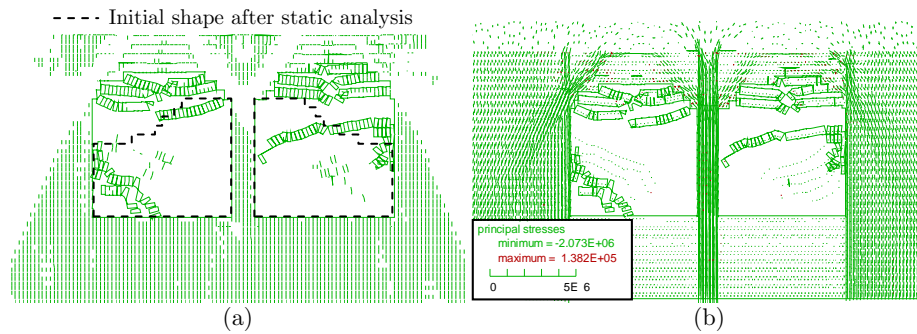 Initial shape after static analysis
principal stresses
minimum = -2.073E+06
maximum = 1.382E+05
0 5E 6
(a) (b)